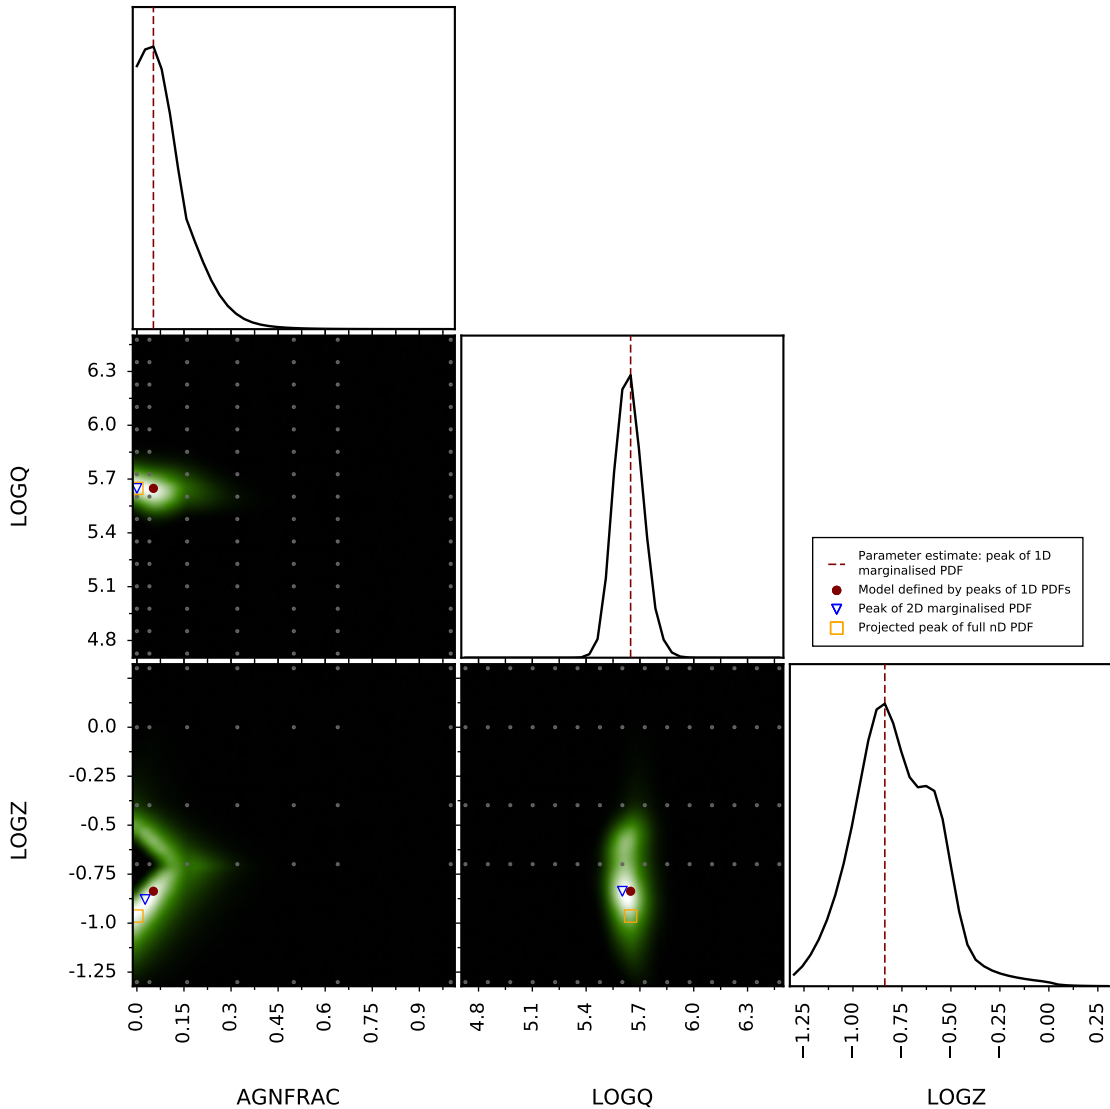 6.3
6.0
5.7
5.4
5.1
4.8
LOGQ
Parameter estimate: peak of 1D
marginalised PDF
Model defined by peaks of 1D PDFs
Peak of 2D marginalised PDF
Projected peak of full nD PDF
0.0
-0.25
-0.5
-0.75
-1.0
-1.25
LOGZ
0.0 0.15 0.3 0.45 0.6 0.75 0.9
4.8 5.1 5.4 5.7 6.0 6.3
−1.25 −1.00 −0.75 −0.50 −0.25 0.00 0.25
AGNFRAC LOGQ LOGZ